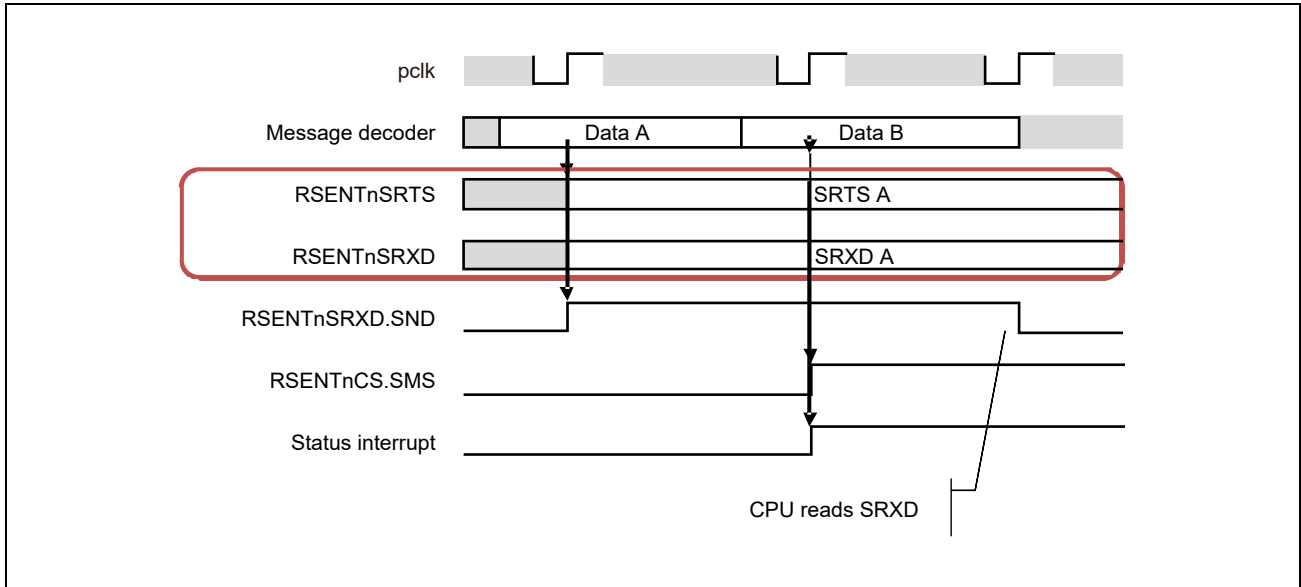 pclk
Message decoder Data A Data B
RSENTnSRTS SRTS A
RSENTnSRXD SRXD A
RSENTnSRXD.SND
RSENTnCS.SMS
Status interrupt
CPU reads SRXD